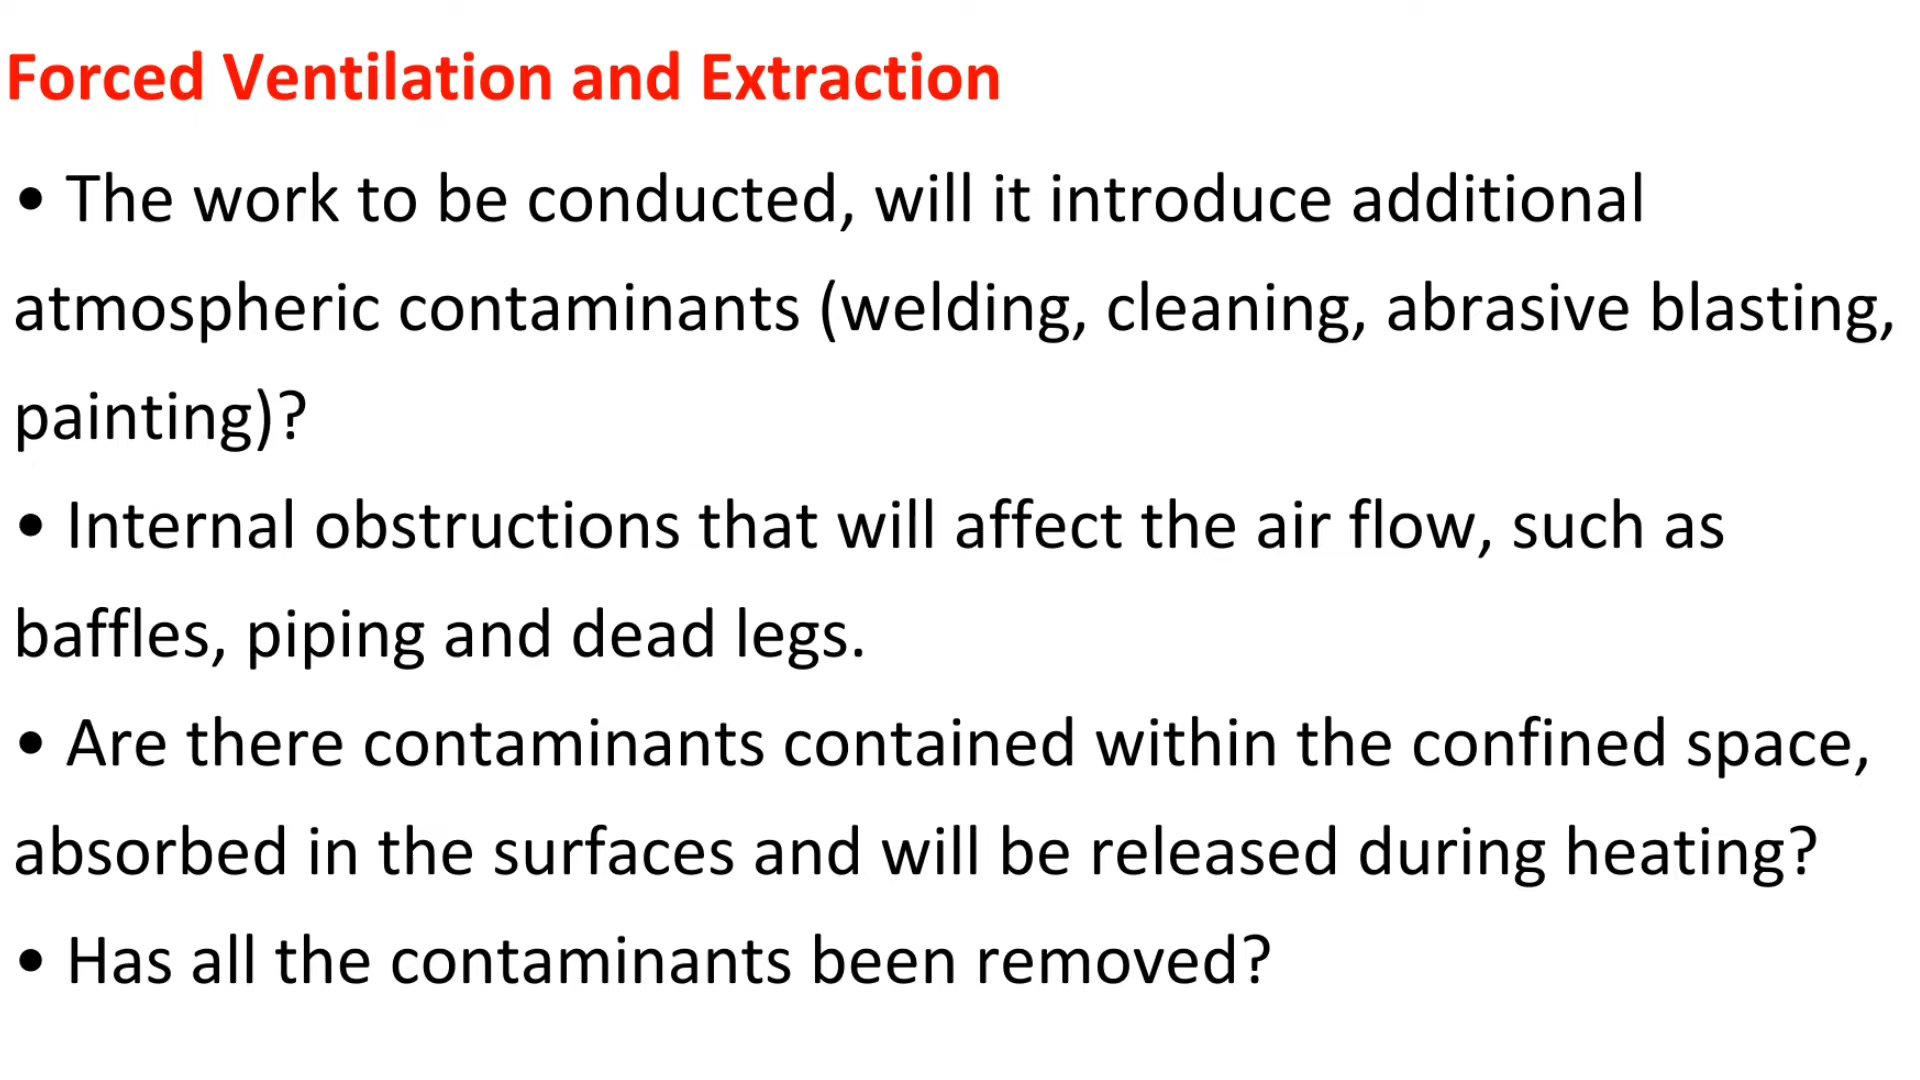 Forced Ventilation and Extraction
• The work to be conducted, will it introduce additional
atmospheric contaminants (welding, cleaning, abrasive blasting,
painting)?
• Internal obstructions that will affect the air flow, such as
baffles, piping and dead legs.
• Are there contaminants contained within the confined space,
absorbed in the surfaces and will be released during heating?
• Has all the contaminants been removed?